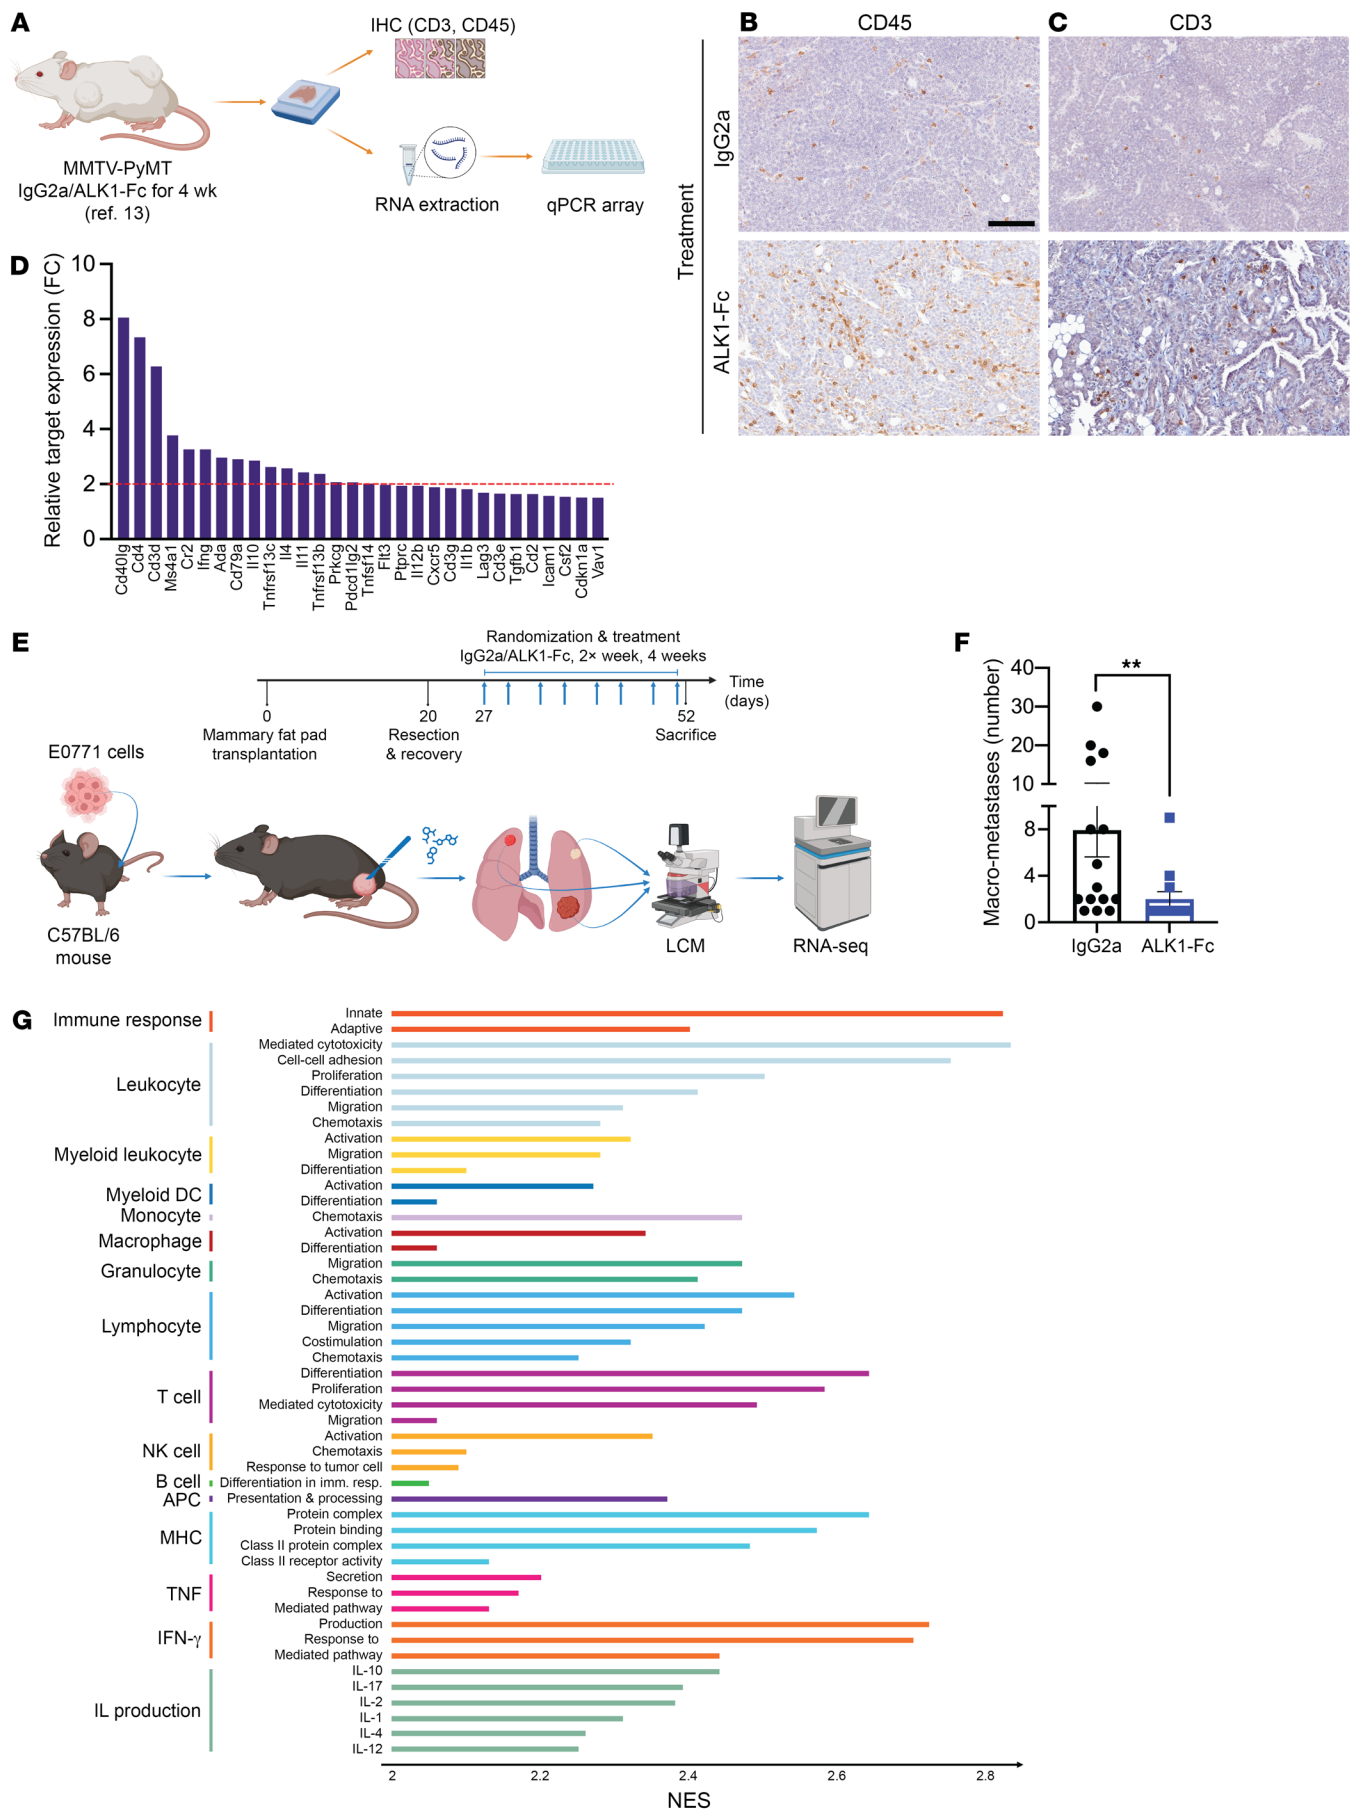 A
IHC (CD3, CD45)
MMTV-PyMT
IgG2a/ALK1-Fc for 4 wk
(ref. 13)
RNA extraction
qPCR array
B
CD45
C
CD3
Treatment
IgG2a
ALK1-Fc
D
Relative target expression (FC)
10
8
6
4
2
0
Cd40lg
Cd4
Cd3d
Ms4a1
Cr2
Ifng
Ada
Cd79a
Il10
Tnfrsf13c
Il4
Il11
Tnfrsf13b
Prkcg
Pdcd1lg2
Tnfsf14
Flt3
Ptprc
Il12b
Cxcr5
Cd3g
Il1b
Lag3
Cd3e
Tgfb1
Cd2
Icam1
Csf2
Cdkn1a
Vav1
E
Randomization & treatment
IgG2a/ALK1-Fc, 2× week, 4 weeks
Time
(days)
0
20
27
52
Mammary fat pad
transplantation
Resection
& recovery
Sacrifice
E0771 cells
C57BL/6
mouse
LCM
RNA-seq
F
Macro-metastases (number)
40
30
20
10
8
4
0
**
IgG2a
ALK1-Fc
G
Immune response
Innate
Adaptive
Leukocyte
Mediated cytotoxicity
Cell-cell adhesion
Proliferation
Differentiation
Migration
Chemotaxis
Myeloid leukocyte
Activation
Migration
Differentiation
Myeloid DC
Activation
Differentiation
Monocyte
Chemotaxis
Macrophage
Activation
Differentiation
Granulocyte
Migration
Chemotaxis
Lymphocyte
Activation
Differentiation
Migration
Costimulation
Chemotaxis
T cell
Differentiation
Proliferation
Mediated cytotoxicity
Migration
NK cell
Activation
Chemotaxis
Response to tumor cell
B cell
Differentiation in imm. resp.
APC
Presentation & processing
MHC
Protein complex
Protein binding
Class II protein complex
Class II receptor activity
TNF
Secretion
Response to
Mediated pathway
IFN-γ
Production
Response to
Mediated pathway
IL production
IL-10
IL-17
IL-2
IL-1
IL-4
IL-12
2
2.2
2.4
2.6
2.8
NES